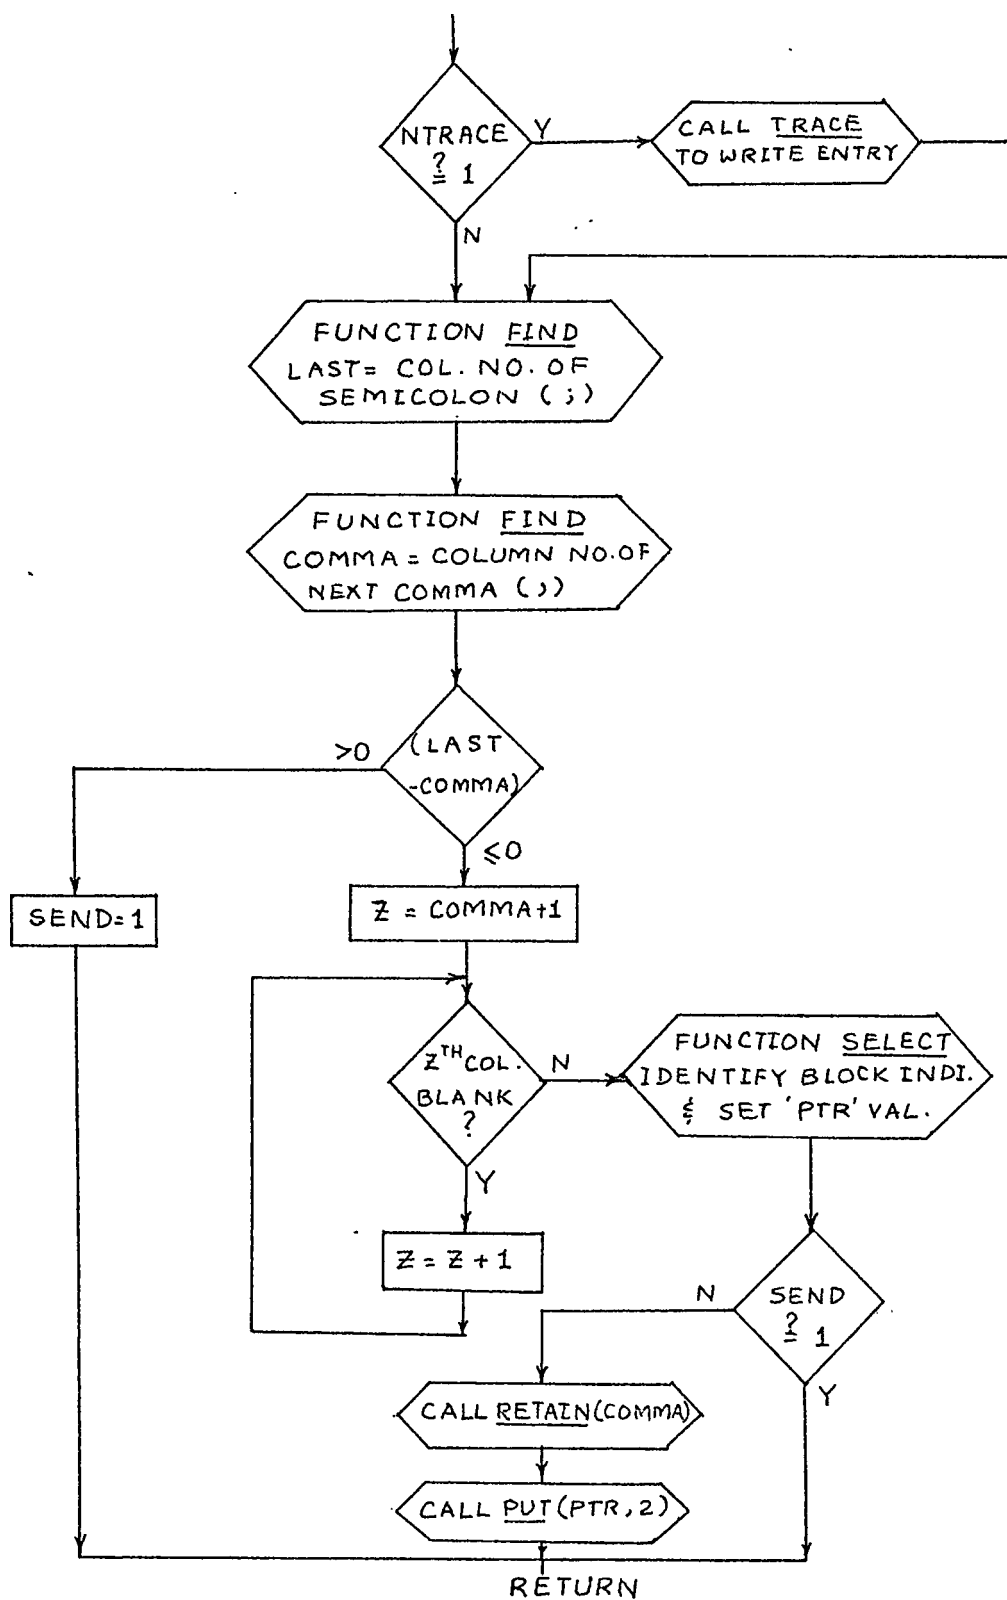 NTRACE
?= 1
Y
CALL TRACE
TO WRITE ENTRY
N
FUNCTION FIND
LAST= COL. NO. OF
SEMICOLON (;)
FUNCTION FIND
COMMA = COLUMN NO. OF
NEXT COMMA (,)
>0
(LAST
-COMMA)
≤0
SEND=1
Z = COMMA+1
ZTH COL.
BLANK
?
N
FUNCTION SELECT
IDENTIFY BLOCK INDI.
& SET 'PTR' VAL.
Y
Z = Z + 1
N
SEND
?= 1
Y
CALL RETAIN (COMMA)
CALL PUT (PTR, 2)
RETURN